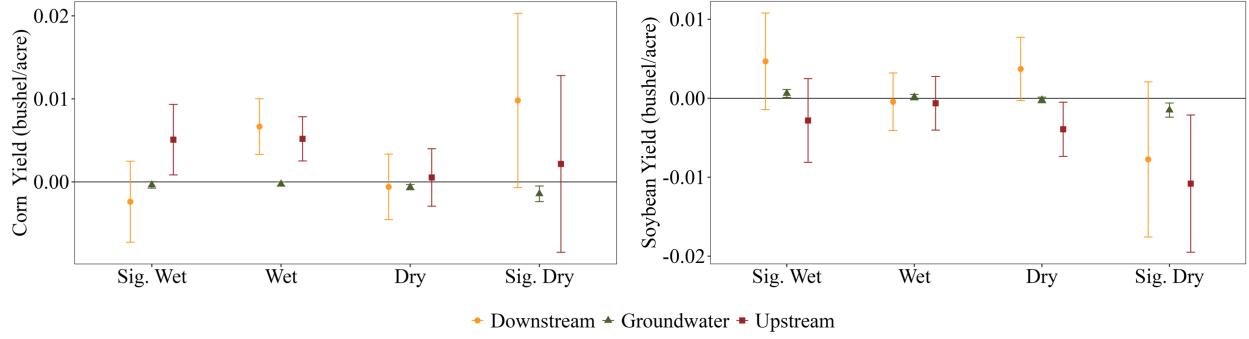 Corn Yield (bushel/acre)
0.02
0.01
0.00
Sig. Wet
Wet
Dry
Sig. Dry
Soybean Yield (bushel/acre)
0.01
0.00
-0.01
-0.02
Sig. Wet
Wet
Dry
Sig. Dry
Downstream Groundwater Upstream